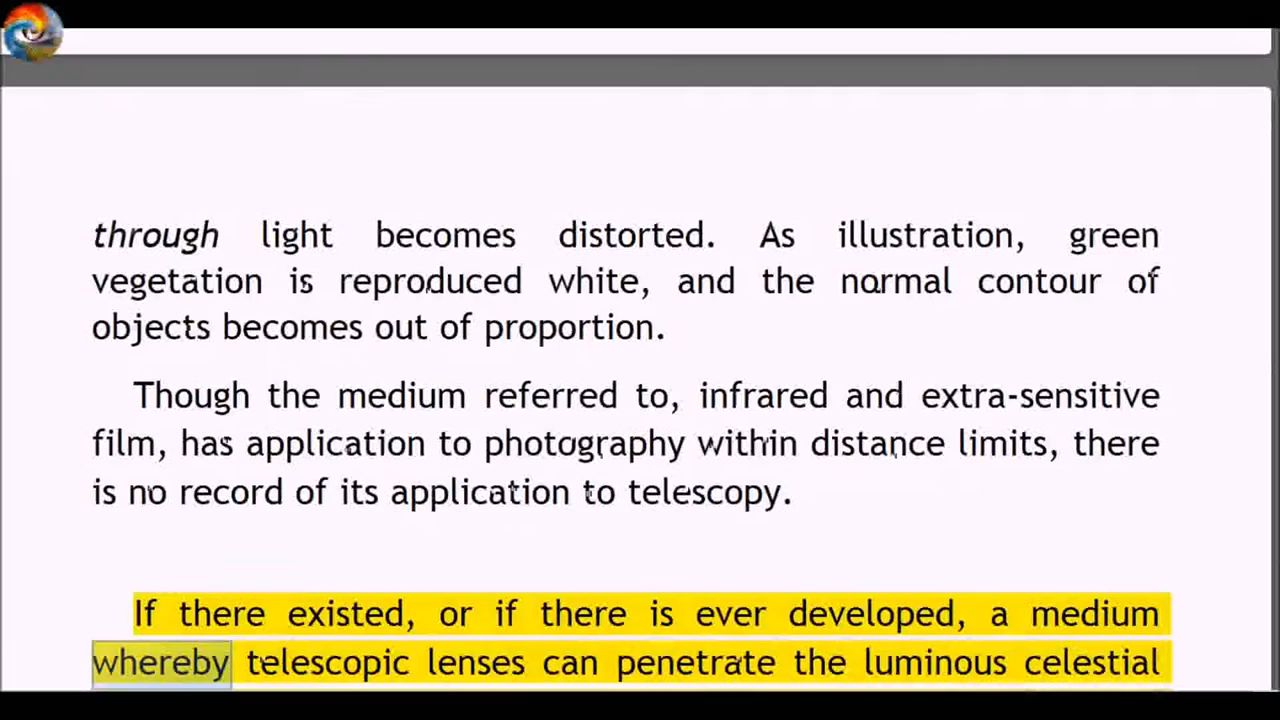 through light becomes distorted. As illustration, green
vegetation is reproduced white, and the normal contour of
objects becomes out of proportion.
Though the medium referred to, infrared and extra-sensitive
film, has application to photography within distance limits, there
is no record of its application to telescopy.
If there existed, or if there is ever developed, a medium
whereby telescopic lenses can penetrate the luminous celestial